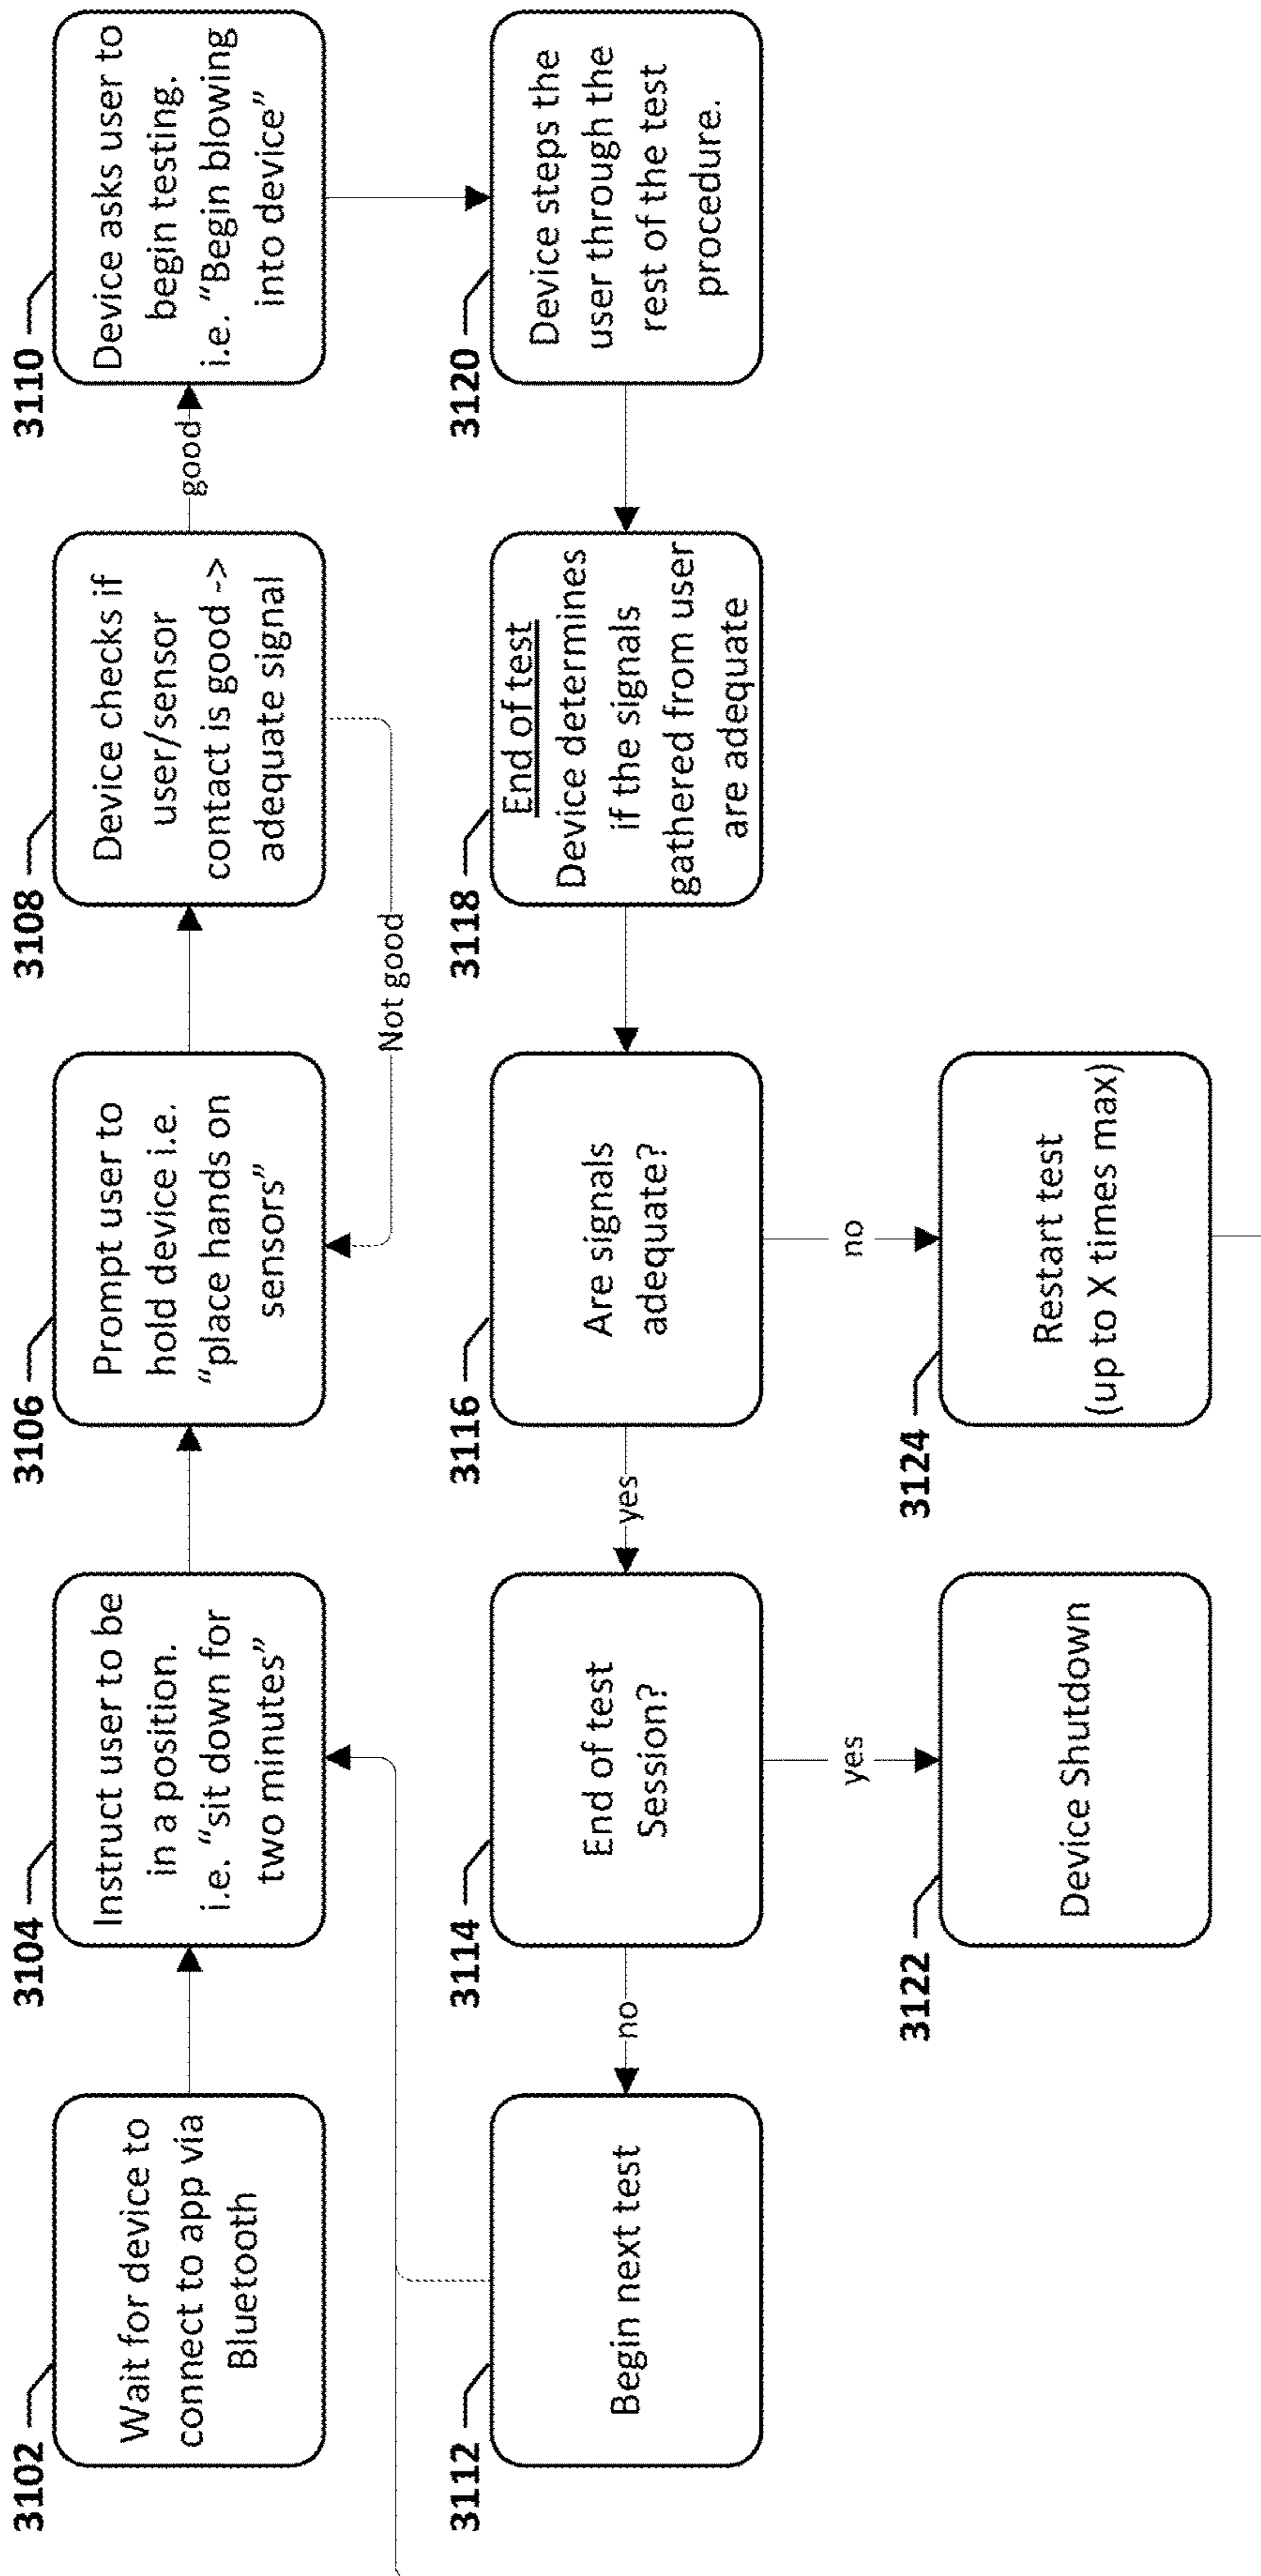 3102
Wait for device to
connect to app via
Bluetooth
3104
Instruct user to be
in a position.
i.e. “sit down for
two minutes”
3106
Prompt user to
hold device i.e.
“place hands on
sensors”
3108
Device checks if
user/sensor
contact is good ->
adequate signal
good
Not good
3110
Device asks user to
begin testing.
i.e. “Begin blowing
into device”
3112
Begin next test
no
3114
End of test
Session?
yes
yes
3116
Are signals
adequate?
no
3118
End of test
Device determines
if the signals
gathered from user
are adequate
3120
Device steps the
user through the
rest of the test
procedure.
3122
Device Shutdown
3124
Restart test
(up to X times max)